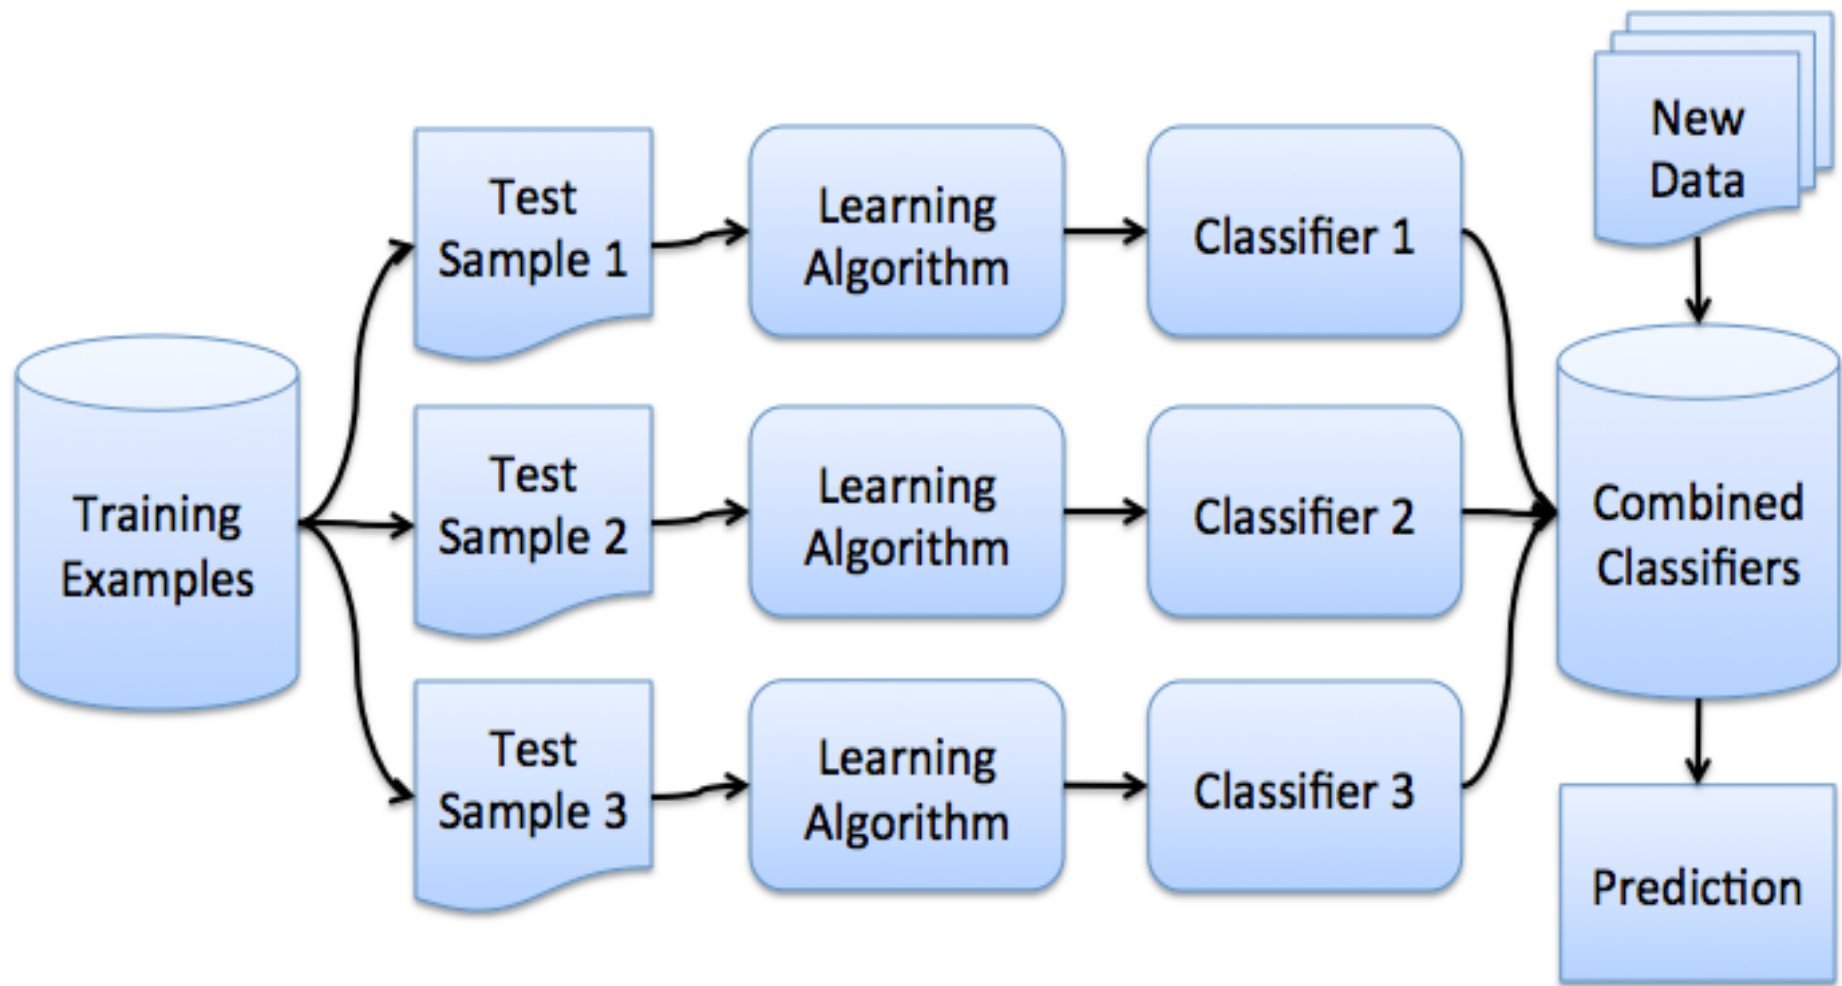 Training
Examples
Test
Sample 1
Learning
Algorithm
Classifier 1
Test
Sample 2
Learning
Algorithm
Classifier 2
Test
Sample 3
Learning
Algorithm
Classifier 3
New
Data
Combined
Classifiers
Prediction